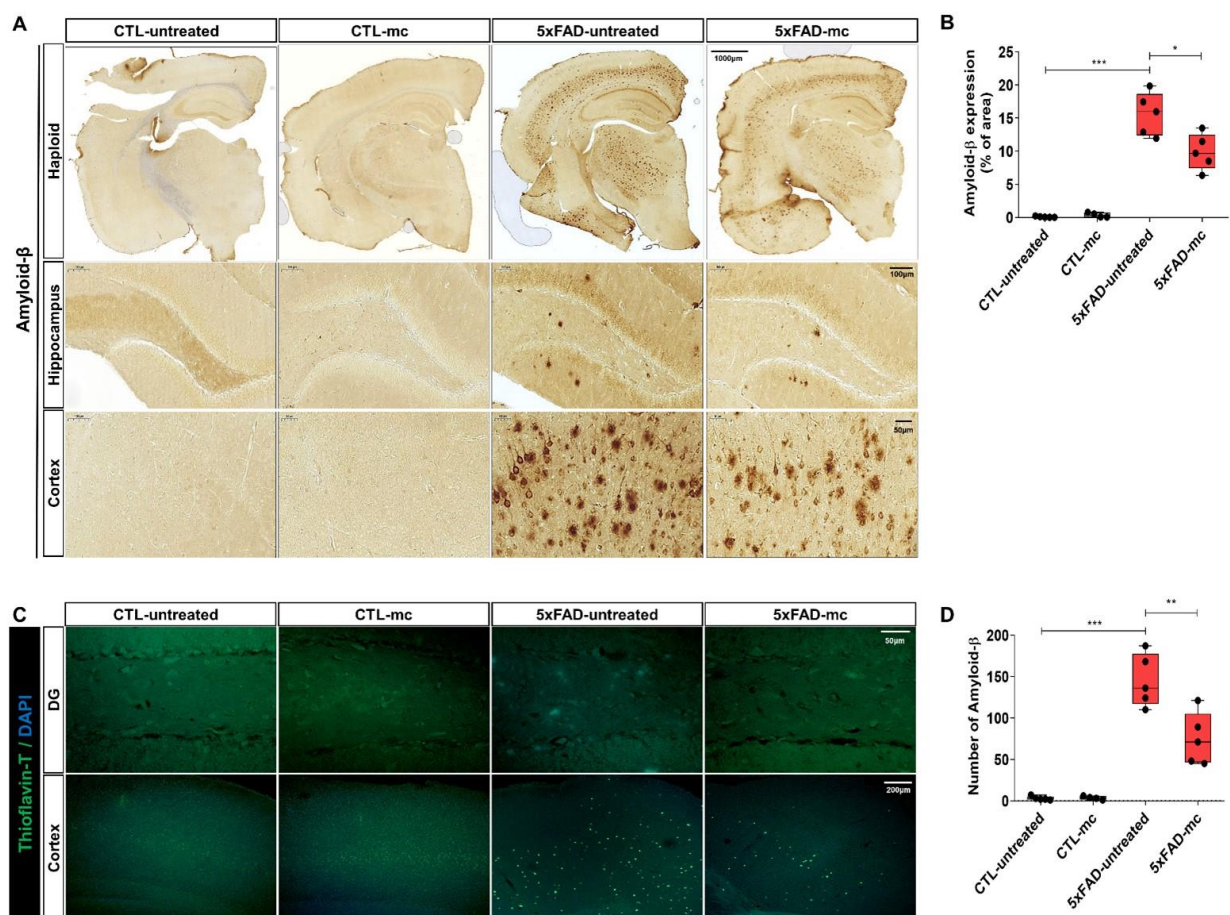 A
CTL-untreated
CTL-mc
5xFAD-untreated
5xFAD-mc
Amyloid-β
Haploid
1000µm
Hippocampus
100µm
Cortex
50µm
B
Amyloid-β expression
(% of area)
***
*
25
20
15
10
5
0
CTL-untreated
CTL-mc
5xFAD-untreated
5xFAD-mc
C
CTL-untreated
CTL-mc
5xFAD-untreated
5xFAD-mc
Thioflavin-T / DAPI
DG
50µm
Cortex
200µm
D
Number of Amyloid-β
***
**
200
150
100
50
0
CTL-untreated
CTL-mc
5xFAD-untreated
5xFAD-mc